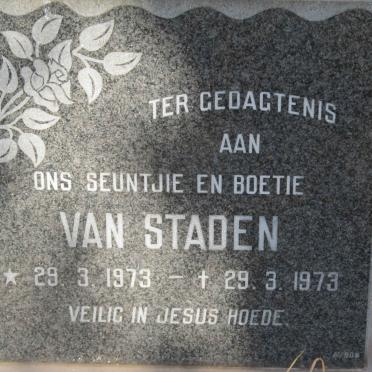 TER GEDAGTENIS
AAN
ONS SEUNTJIE EN BOETIE
VAN STADEN
★ 29. 3. 1973 – † 29. 3. 1973
VEILIG IN JESUS HOEDE.